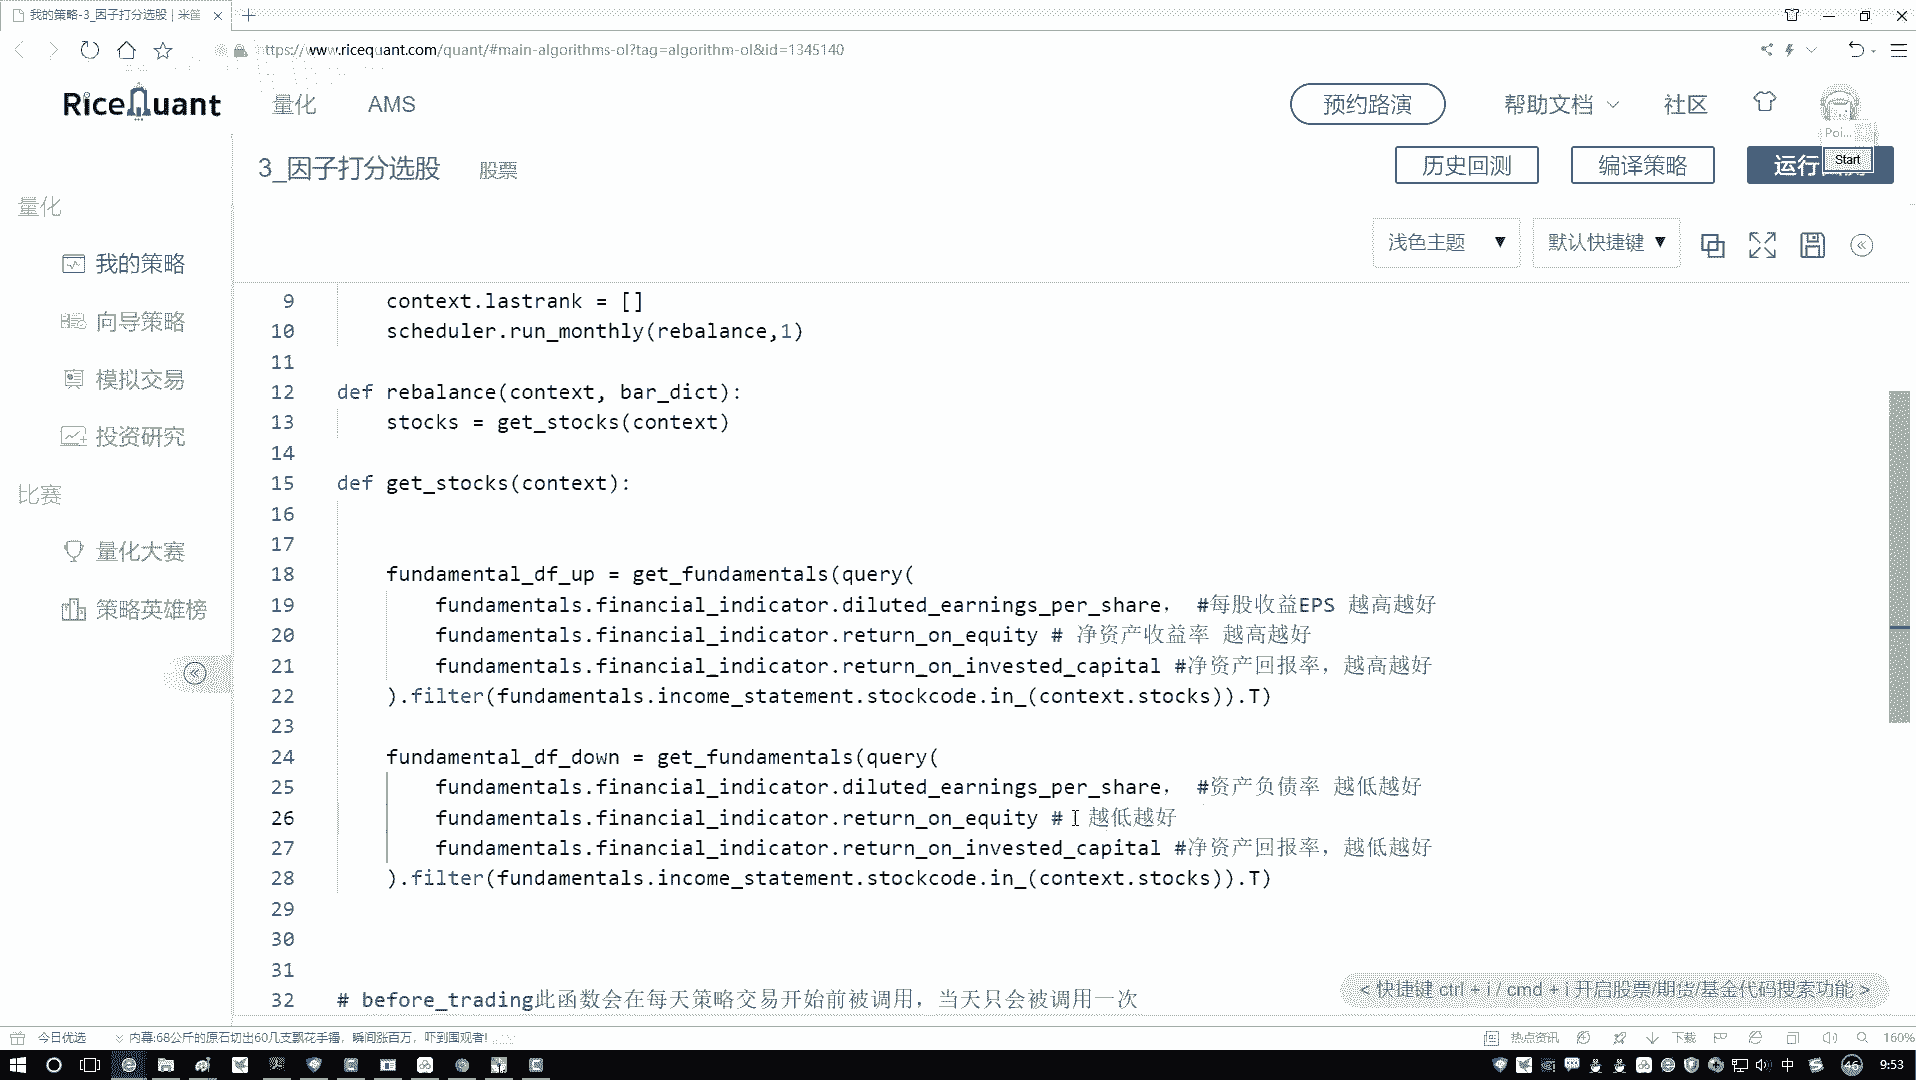 我的策略-3_因子打分选股 | 米筐
https://www.ricequant.com/quant/#main-algorithms-ol?tag=algorithm-ol&id=1345140
RiceQuant 量化 AMS 预约路演 帮助文档 社区
Poi...
Start
3_因子打分选股 股票 历史回测 编译策略 运行
量化
我的策略
向导策略
模拟交易
投资研究
比赛
量化大赛
策略英雄榜
浅色主题 ▼ 默认快捷键 ▼
9 context.lastrank = []
10 scheduler.run_monthly(rebalance,1)
11
12 def rebalance(context, bar_dict):
13 stocks = get_stocks(context)
14
15 def get_stocks(context):
16
17
18 fundamental_df_up = get_fundamentals(query(
19 fundamentals.financial_indicator.diluted_earnings_per_share， #每股收益EPS 越高越好
20 fundamentals.financial_indicator.return_on_equity # 净资产收益率 越高越好
21 fundamentals.financial_indicator.return_on_invested_capital #净资产回报率，越高越好
22 ).filter(fundamentals.income_statement.stockcode.in_(context.stocks)).T)
23
24 fundamental_df_down = get_fundamentals(query(
25 fundamentals.financial_indicator.diluted_earnings_per_share， #资产负债率 越低越好
26 fundamentals.financial_indicator.return_on_equity # 越低越好
27 fundamentals.financial_indicator.return_on_invested_capital #净资产回报率，越低越好
28 ).filter(fundamentals.income_statement.stockcode.in_(context.stocks)).T)
29
30
31
32 # before_trading此函数会在每天策略交易开始前被调用，当天只会被调用一次
< 快捷键 ctrl + i / cmd + i 开启股票/期货/基金代码搜索功能 >
今日优选 内幕:68公斤的原石切出60几支飘花手镯，瞬间涨百万，吓到围观者! 热点资讯 下载 160%
中 46 9:53